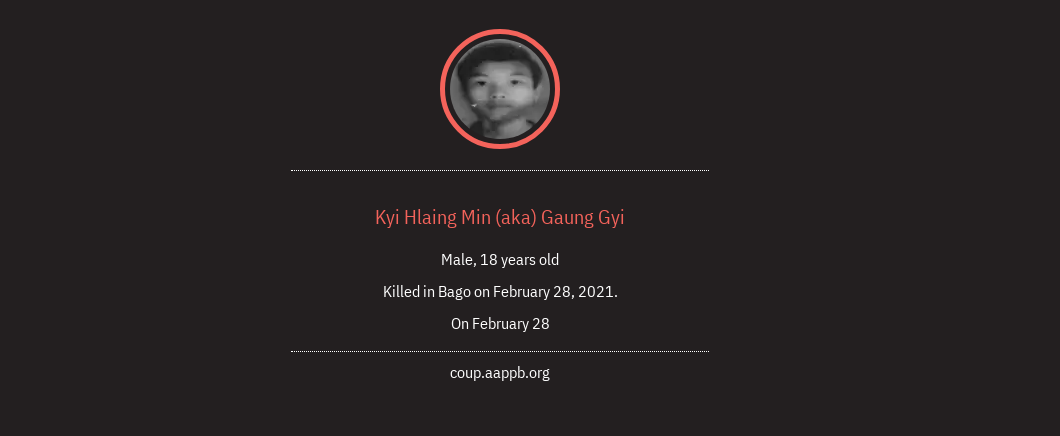 Kyi Hlaing Min (aka) Gaung Gyi
Male, 18 years old
Killed in Bago on February 28, 2021.
On February 28
coup.aappb.org